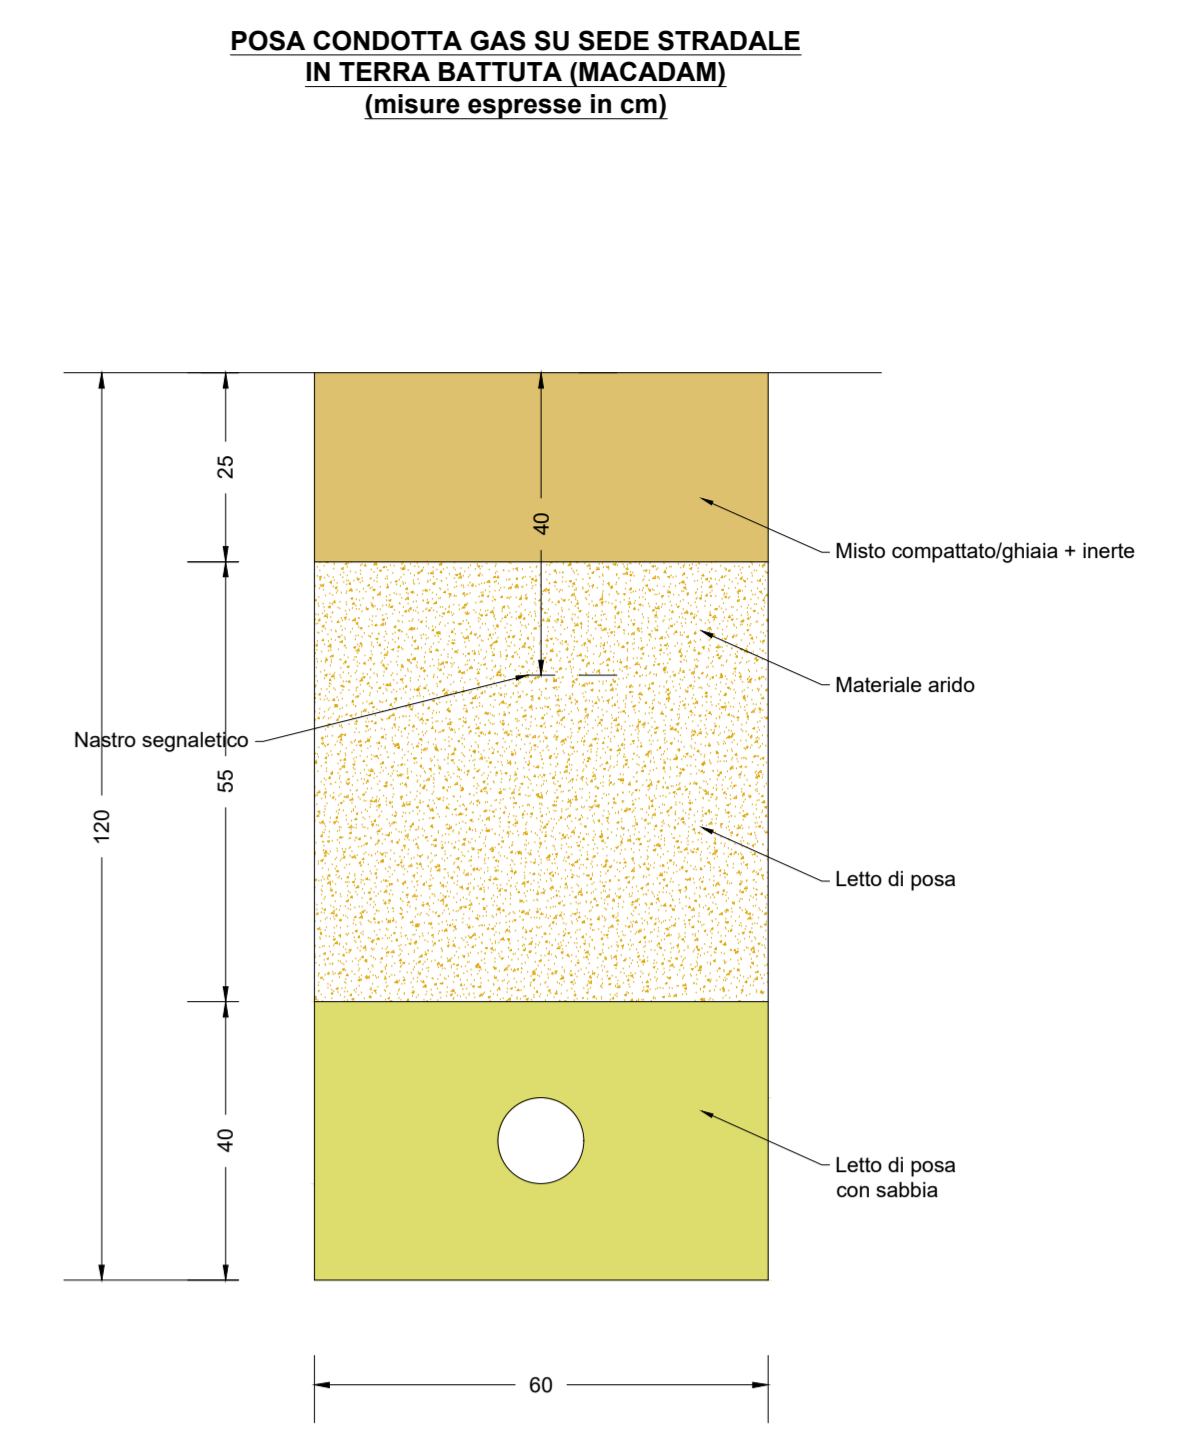 POSA CONDOTTA GAS SU SEDE STRADALE
IN TERRA BATTUTA (MACADAM)
(misure espresse in cm)
25
40
Misto compattato/ghiaia + inerte
Materiale arido
Nastro segnaletico
55
120
Letto di posa
40
Letto di posa
con sabbia
60